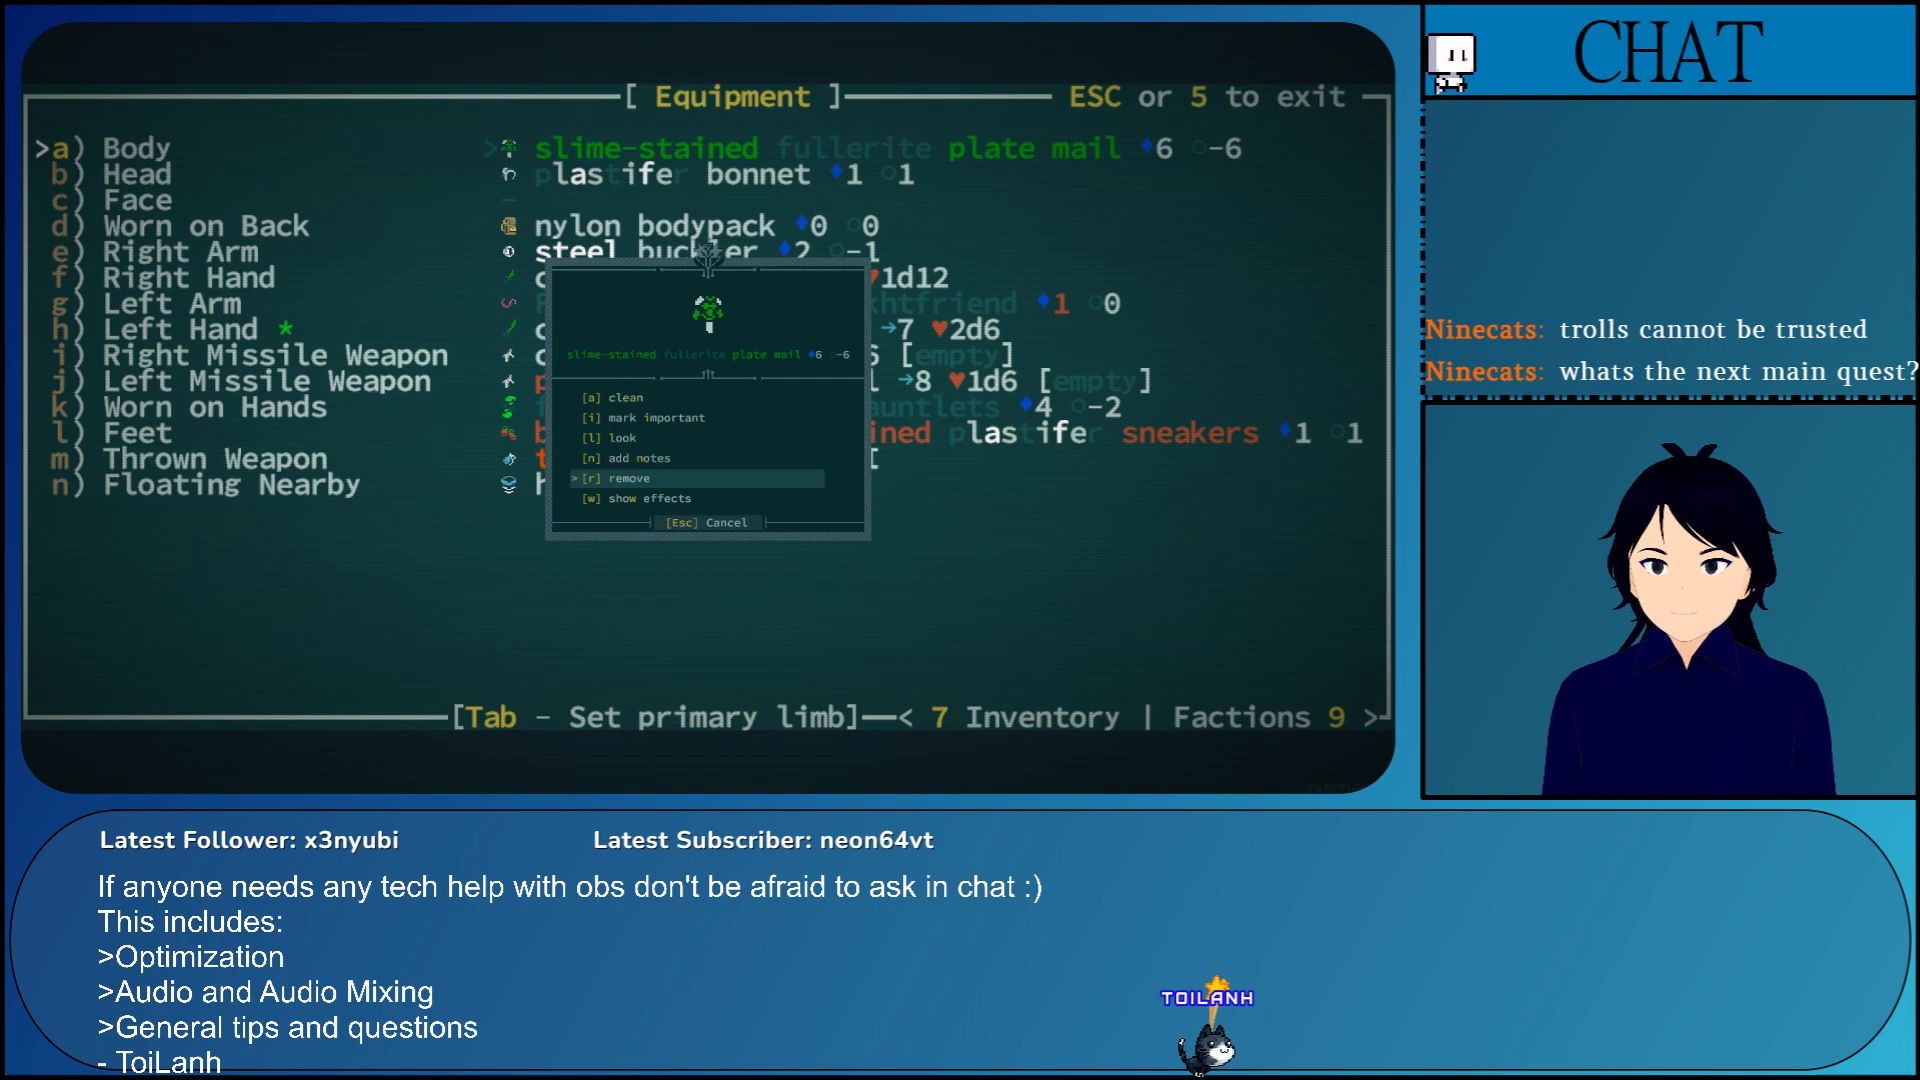 [ Equipment ]
ESC or 5 to exit
>a) Body > slime-stained fullerite plate mail ♦6 ○-6
b) Head plastifer bonnet ♦1 ○1
c) Face -
d) Worn on Back nylon bodypack ♦0 ○0
e) Right Arm steel buckler ♦2 ○-1
f) Right Hand ♥1d12
g) Left Arm ♦1 ○0
h) Left Hand * →7 ♥2d6
i) Right Missile Weapon [empty]
j) Left Missile Weapon →8 ♥1d6 [empty]
k) Worn on Hands ♦4 ○-2
l) Feet plastifer sneakers ♦1 ○1
m) Thrown Weapon
n) Floating Nearby
slime-stained fullerite plate mail ♦6 ○-6
[a] clean
[i] mark important
[l] look
[n] add notes
> [r] remove
[w] show effects
[Esc] Cancel
[Tab - Set primary limb]
< 7 Inventory | Factions 9 >
CHAT
Ninecats: trolls cannot be trusted
Ninecats: whats the next main quest?
Latest Follower: x3nyubi
Latest Subscriber: neon64vt
If anyone needs any tech help with obs don't be afraid to ask in chat :)
This includes:
>Optimization
>Audio and Audio Mixing
>General tips and questions
- ToiLanh
TOILANH